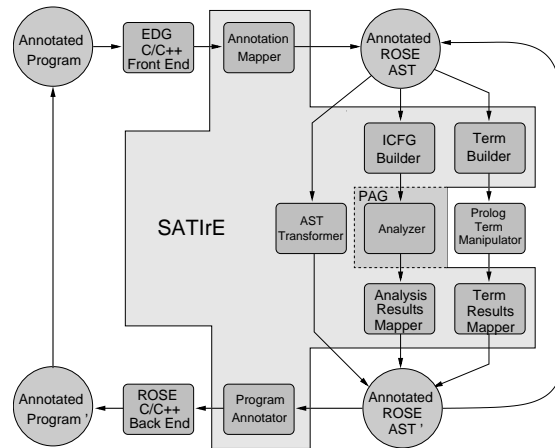 Annotated
Program
EDG
C/C++
Front End
Annotation
Mapper
Annotated
ROSE
AST
ICFG
Builder
Term
Builder
PAG
SATIrE
AST
Transformer
Analyzer
Prolog
Term
Manipulator
Analysis
Results
Mapper
Term
Results
Mapper
Annotated
Program '
ROSE
C/C++
Back End
Program
Annotator
Annotated
ROSE
AST '